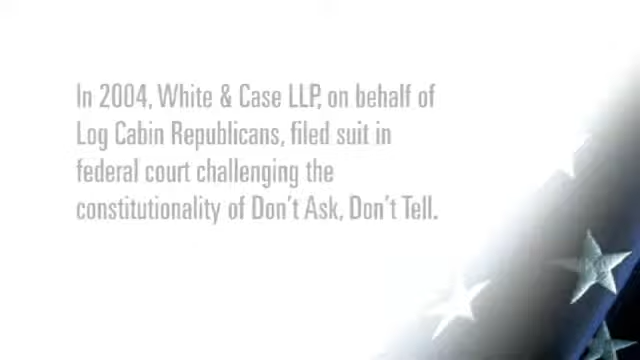 In 2004, White & Case LLP, on behalf of
Log Cabin Republicans, filed suit in
federal court challenging the
constitutionality of Don't Ask, Don't Tell.